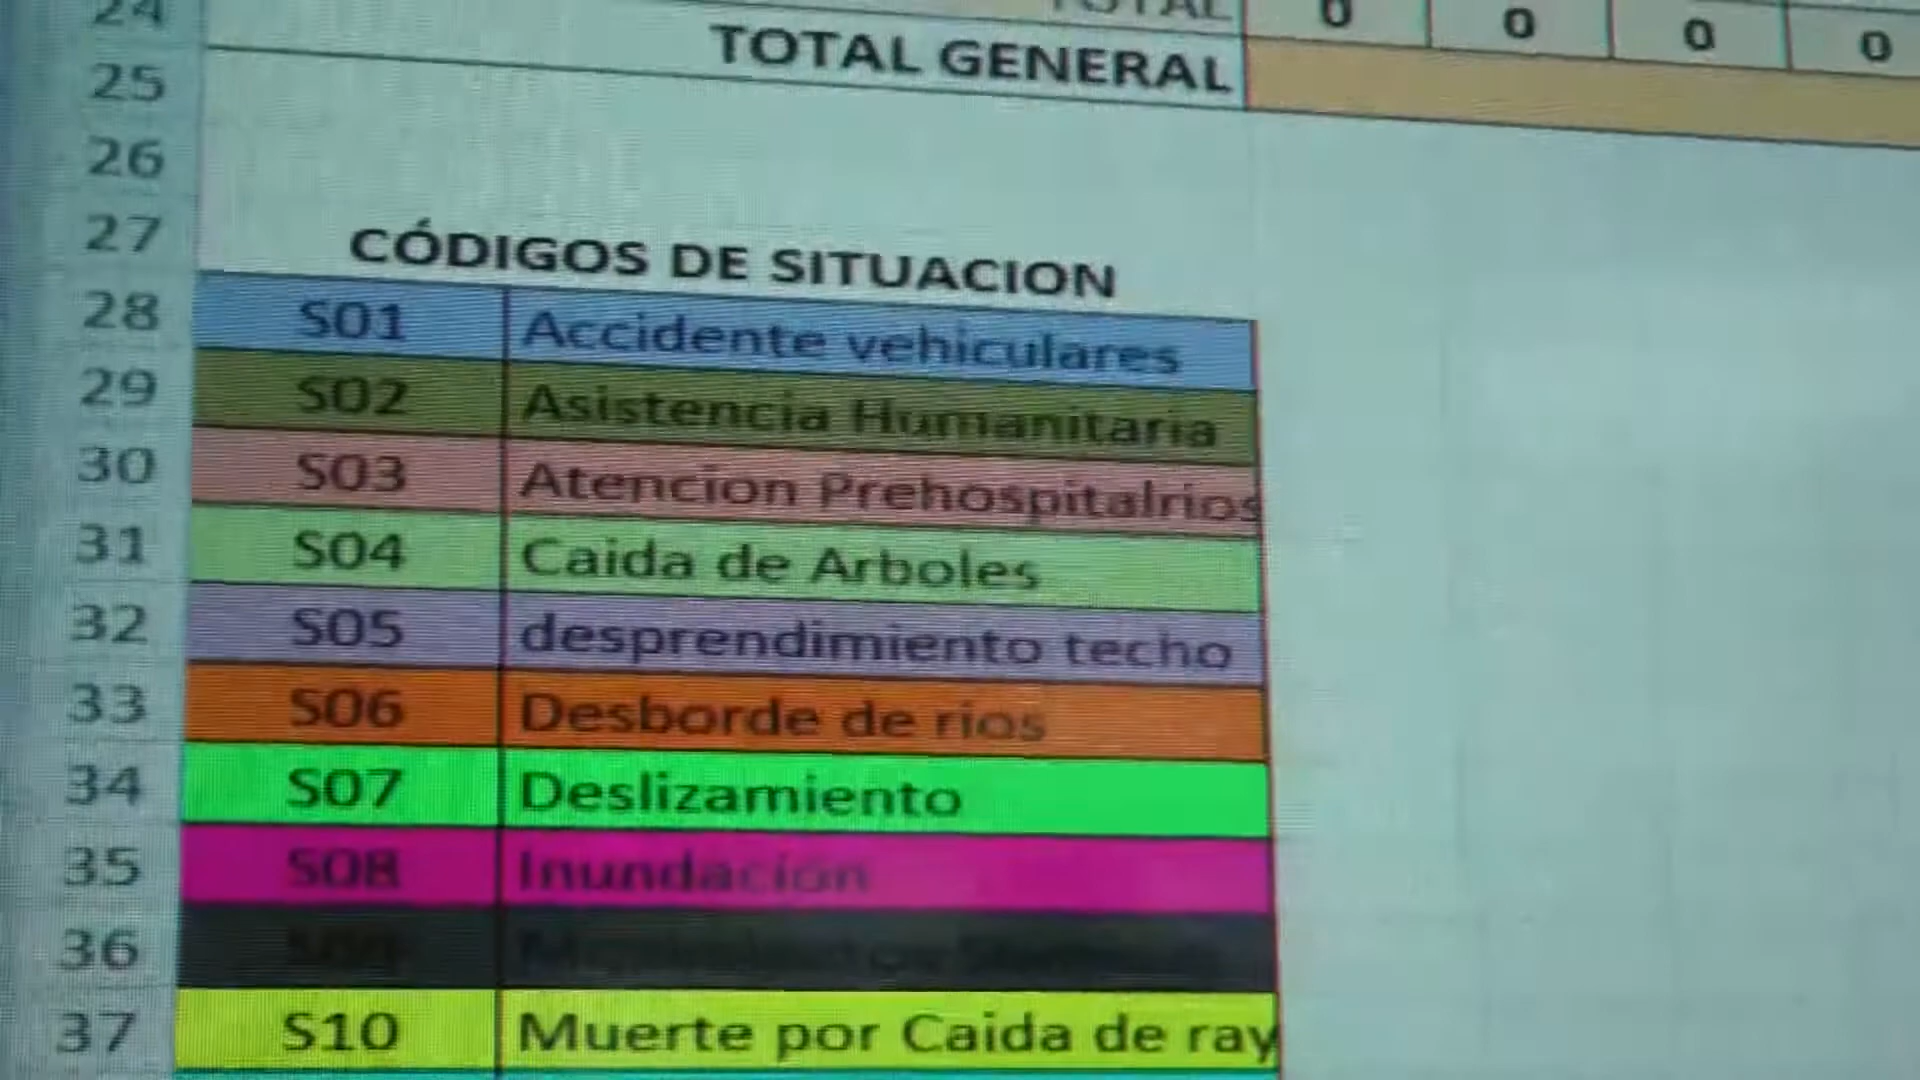 24 TOTAL 0 0 0 0
25 TOTAL GENERAL
26
27 CÓDIGOS DE SITUACION
28 S01 Accidente vehiculares
29 S02 Asistencia Humanitaria
30 S03 Atencion Prehospitalrios
31 S04 Caida de Arboles
32 S05 desprendimiento techo
33 S06 Desborde de rios
34 S07 Deslizamiento
35 S08 Inundación
36
37 S10 Muerte por Caida de ray